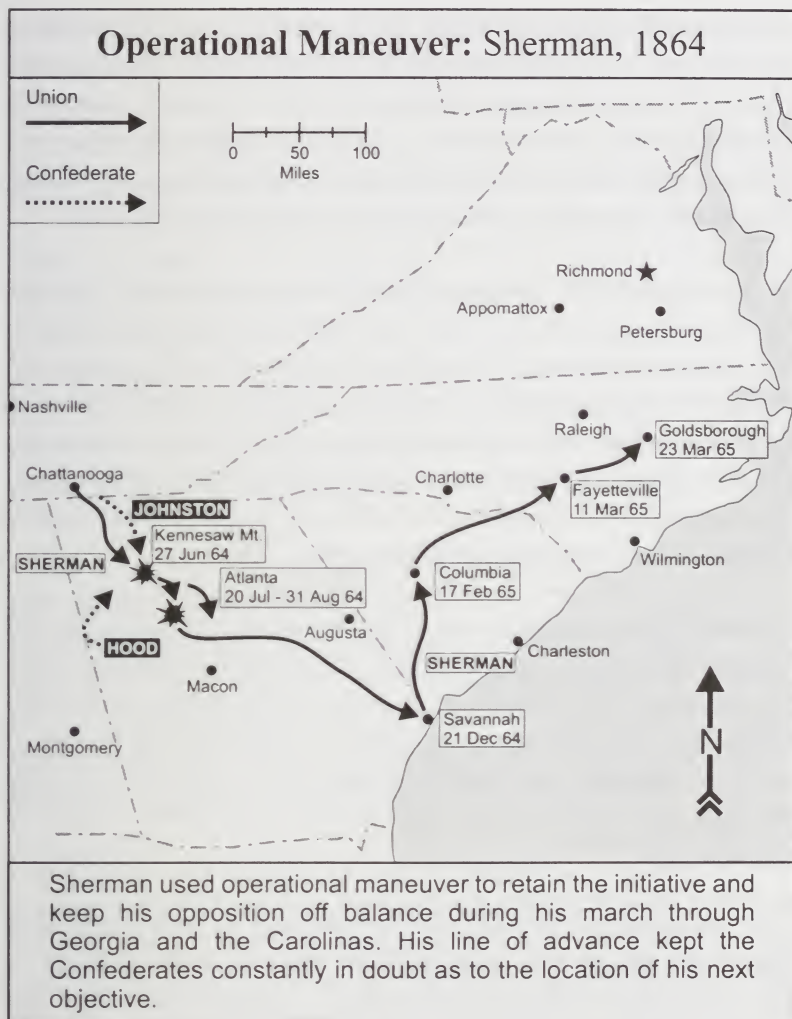 Operational Maneuver: Sherman, 1864
Union
Confederate
0 50 100
Miles
Richmond
Appomattox
Petersburg
Nashville
Raleigh
Goldsborough
23 Mar 65
Chattanooga
Charlotte
Fayetteville
11 Mar 65
JOHNSTON
Kennesaw Mt.
27 Jun 64
SHERMAN
Wilmington
Atlanta
20 Jul - 31 Aug 64
Columbia
17 Feb 65
Augusta
HOOD
SHERMAN
Charleston
Macon
Savannah
21 Dec 64
Montgomery
N
Sherman used operational maneuver to retain the initiative and
keep his opposition off balance during his march through
Georgia and the Carolinas. His line of advance kept the
Confederates constantly in doubt as to the location of his next
objective.